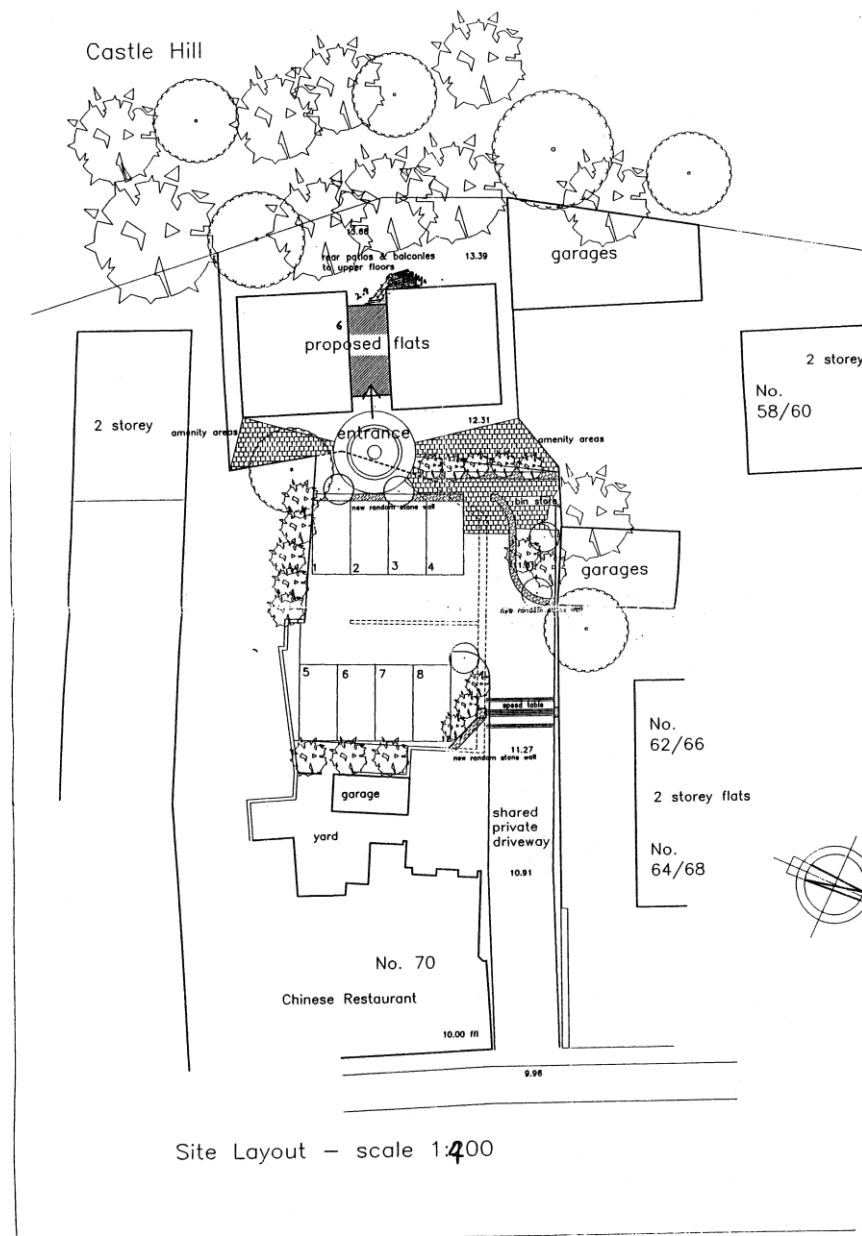 Castle Hill
13.66
rear patios & balconies
to upper floors
13.39
garages
6
proposed flats
2 storey
No.
58/60
2 storey
amenity areas
entrance
12.31
amenity areas
bin store
new random stone wall
1
2
3
4
garages
new random stone wall
5
6
7
8
speed table
11.27
new random stone wall
No.
62/66
garage
2 storey flats
shared
private
driveway
yard
No.
64/68
10.91
No. 70
Chinese Restaurant
10.00 ffl
9.96
Site Layout - scale 1:400